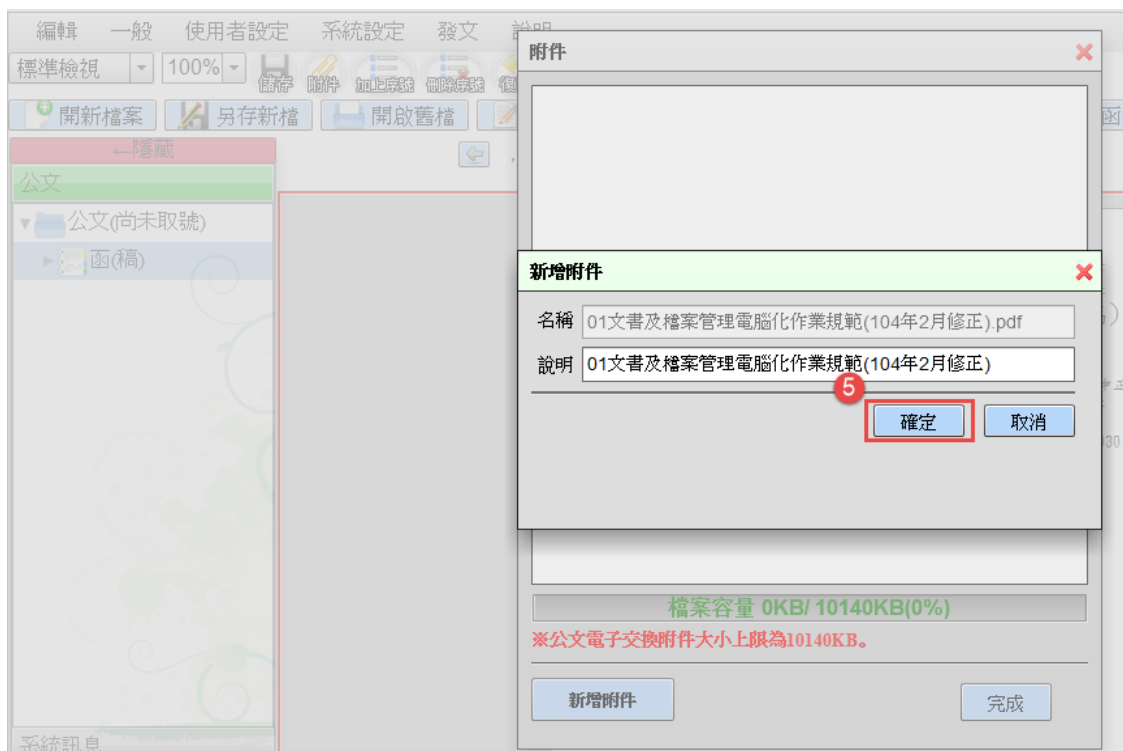 編輯 一般 使用者設定 系統設定 發文 說明
標準檢視 100% 儲存 附件 加上序號 刪除序號
開新檔案 另存新檔 開啟舊檔 函
←隱藏
公文
公文(尚未取號)
函(稿)
系統訊息
附件
新增附件
名稱 01文書及檔案管理電腦化作業規範(104年2月修正).pdf
說明 01文書及檔案管理電腦化作業規範(104年2月修正)
5
確定 取消
檔案容量 0KB/ 10140KB(0%)
※公文電子交換附件大小上限為10140KB。
新增附件 完成